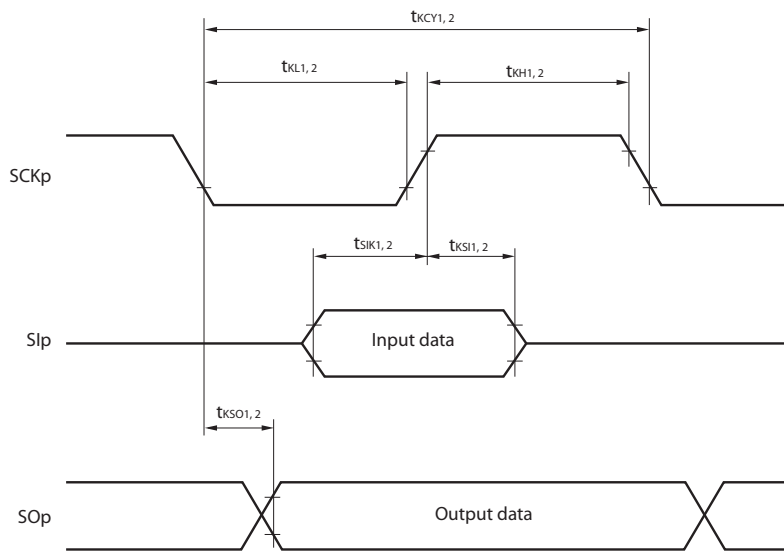 tKCY1, 2
tKL1, 2
tKH1, 2
SCKp
tSIK1, 2
tKSI1, 2
SIp
Input data
tKSO1, 2
SOp
Output data